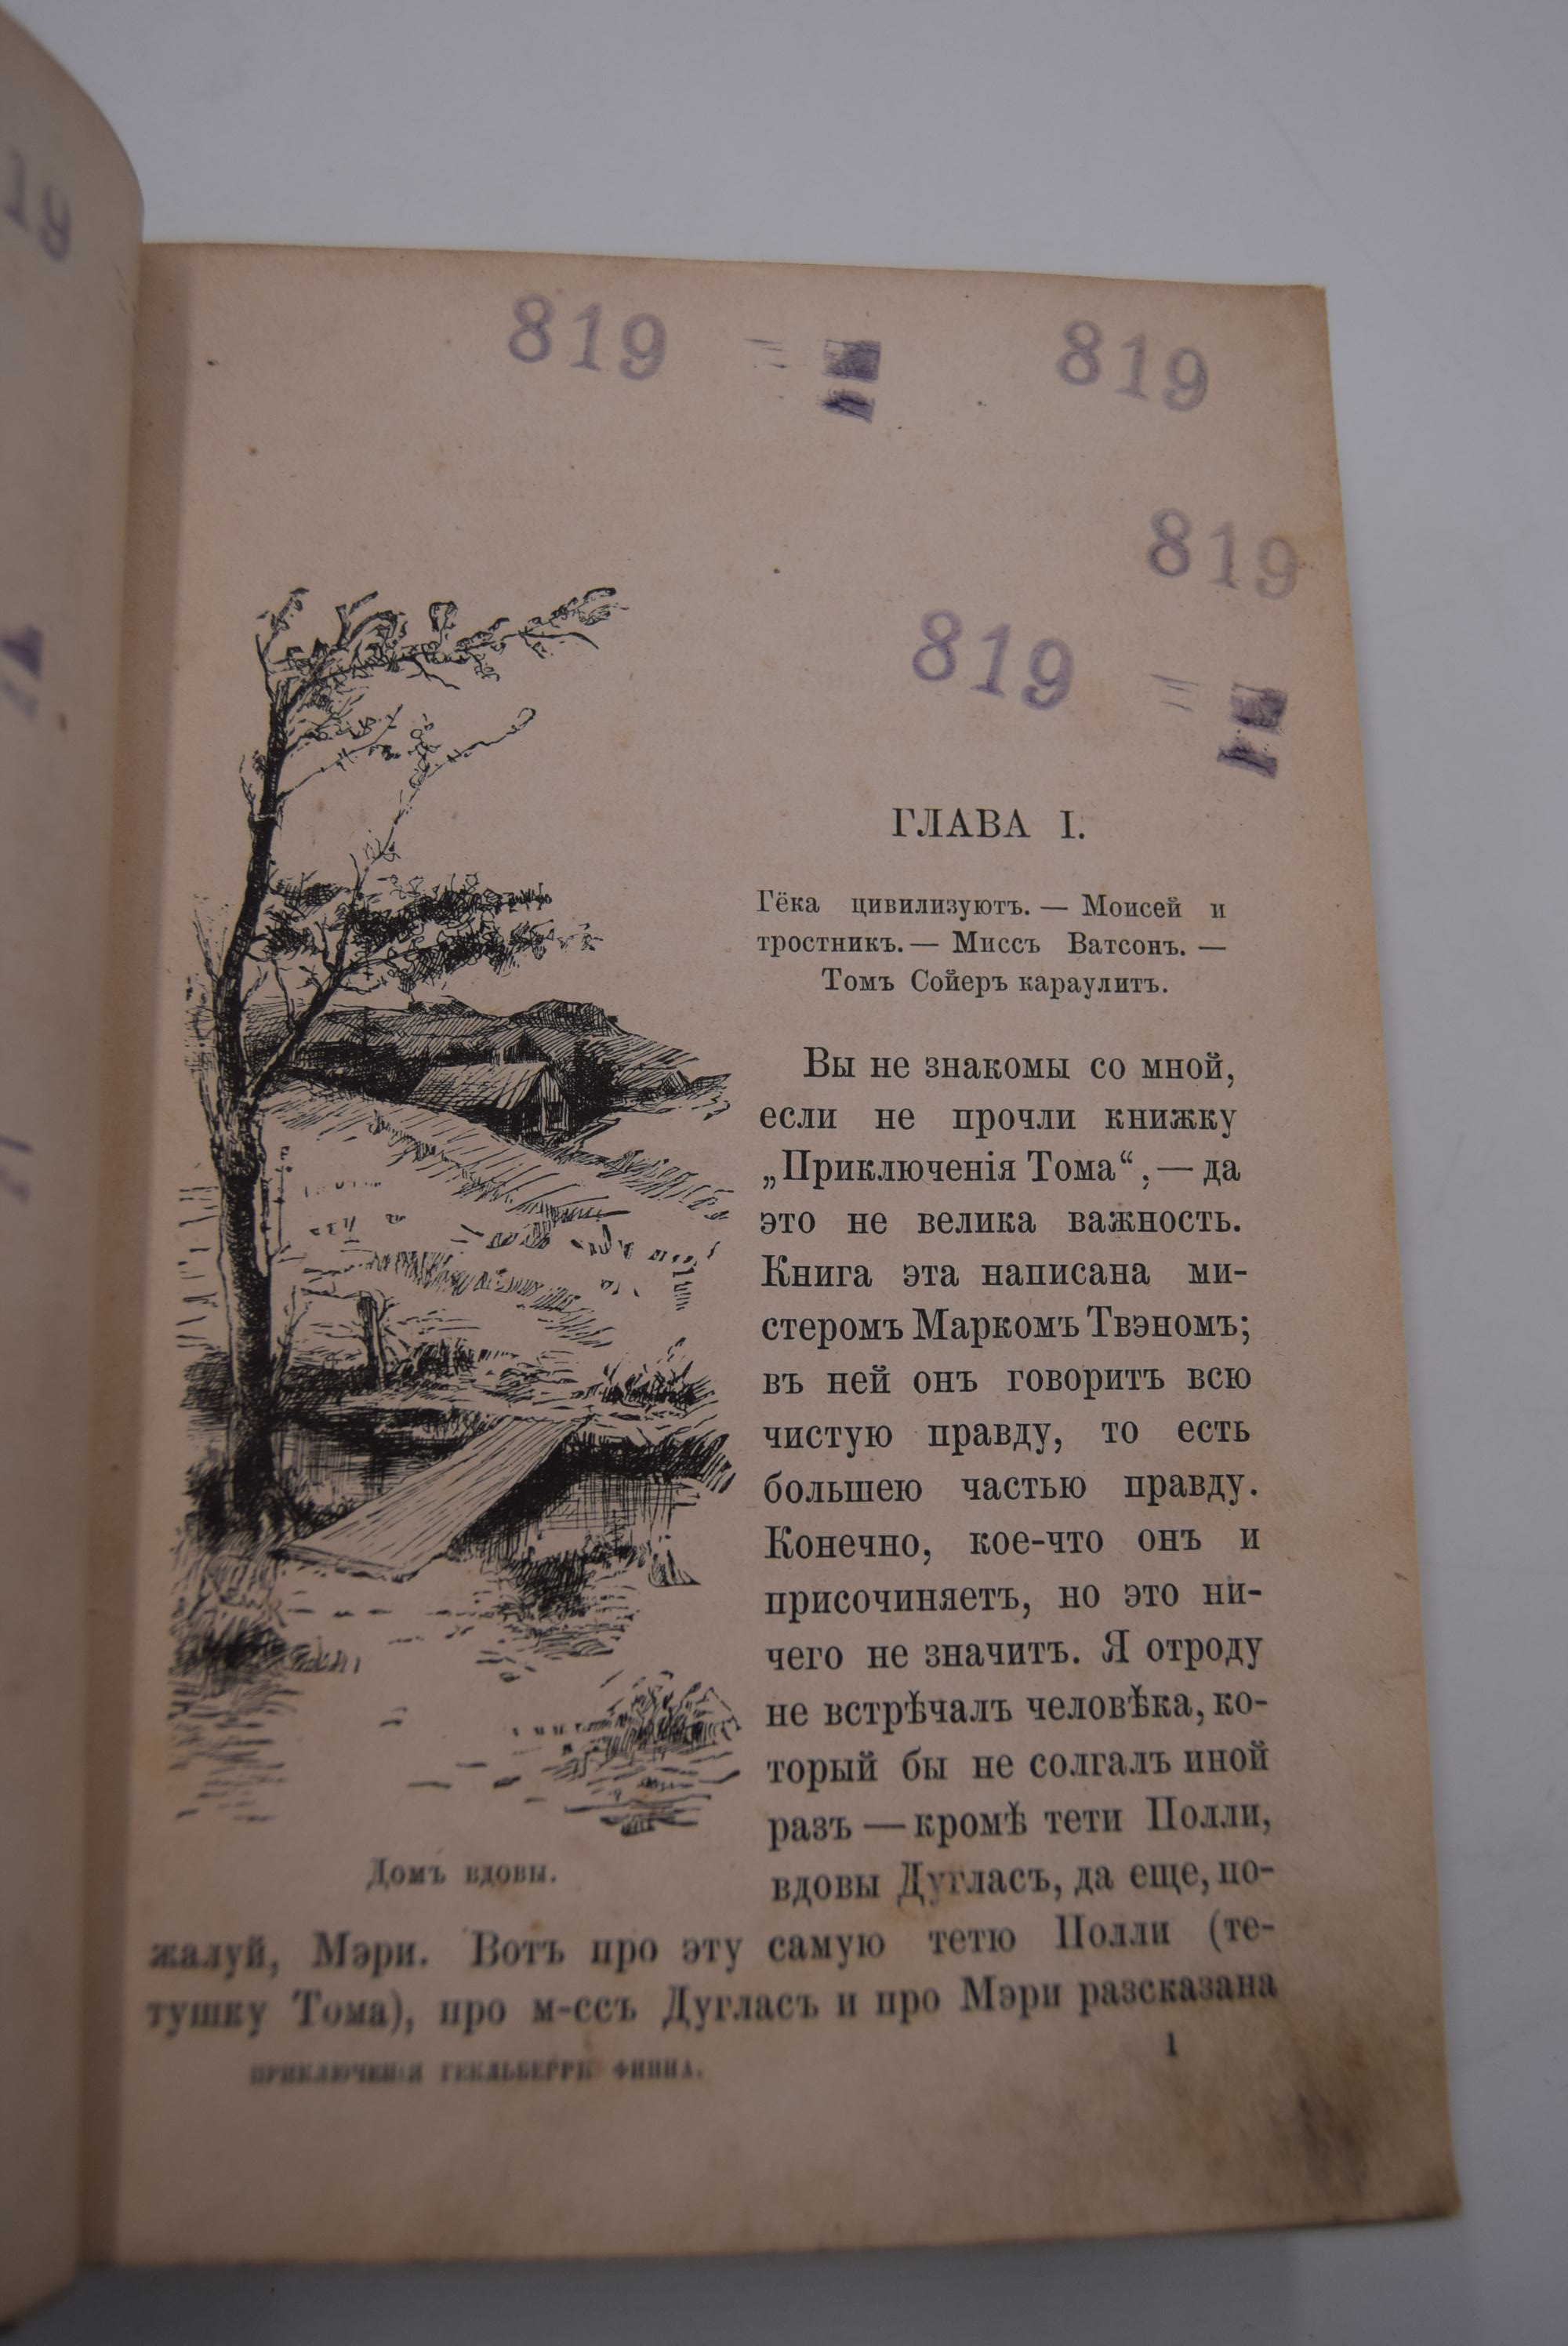 819 819
819
819
ГЛАВА I.
Гёка цивилизуютъ. — Моисей и
тростникъ. — Миссъ Ватсонъ. —
Томъ Сойеръ караулитъ.
Вы не знакомы со мной,
если не прочли книжку
„Приключенія Тома“, — да
это не велика важность.
Книга эта написана ми-
стеромъ Маркомъ Твэномъ;
въ ней онъ говоритъ всю
чистую правду, то есть
большею частью правду.
Конечно, кое-что онъ и
присочиняетъ, но это ни-
чего не значитъ. Я отроду
не встрѣчалъ человѣка, ко-
торый бы не солгалъ иной
разъ — кромѣ тети Полли,
вдовы Дугласъ, да еще, по-
Домъ вдовы.
жалуй, Мэри. Вотъ про эту самую тетю Полли (те-
тушку Тома), про м-ссъ Дугласъ и про Мэри разсказана
ПРИКЛЮЧЕНІЯ ГЕКЛЬБЕРРЪ ФИННА.
1